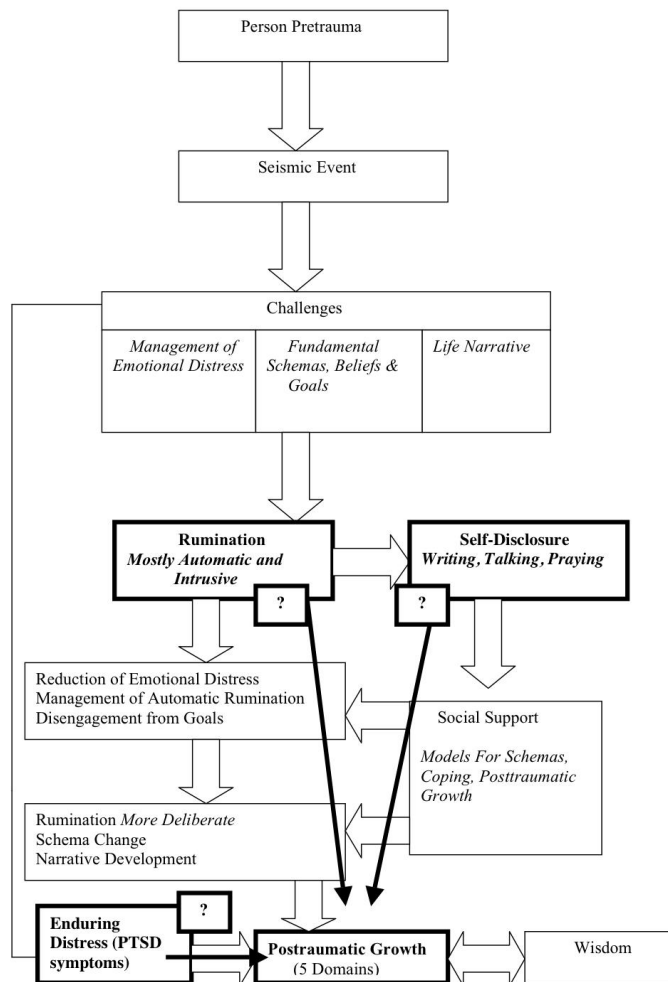 Person Pretrauma
Seismic Event
Challenges
Management of
Emotional Distress
Fundamental
Schemas, Beliefs &
Goals
Life Narrative
Rumination
Mostly Automatic and
Intrusive
?
Self-Disclosure
Writing, Talking, Praying
?
Reduction of Emotional Distress
Management of Automatic Rumination
Disengagement from Goals
Social Support
Models For Schemas,
Coping, Posttraumatic
Growth
Rumination More Deliberate
Schema Change
Narrative Development
?
Enduring
Distress (PTSD
symptoms)
Postraumatic Growth
(5 Domains)
Wisdom